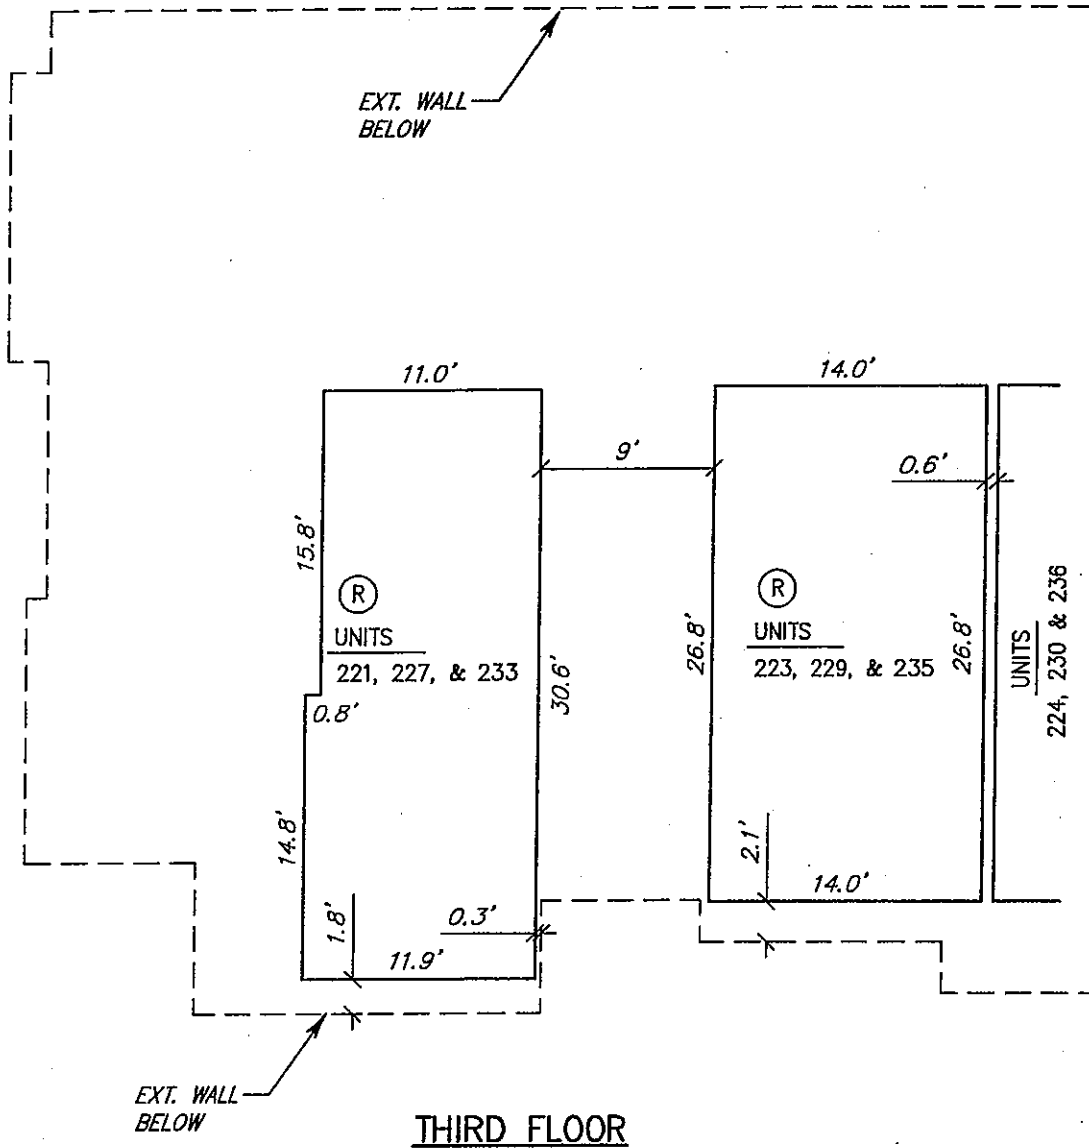 EXT. WALL
BELOW
11.0'
14.0'
9'
0.6'
15.8'
R
UNITS
221, 227, & 233
30.6'
26.8'
R
UNITS
223, 229, & 235
26.8'
UNITS
224, 230 & 236
0.8'
14.8'
1.8'
0.3'
11.9'
2.1'
14.0'
EXT. WALL
BELOW
THIRD FLOOR